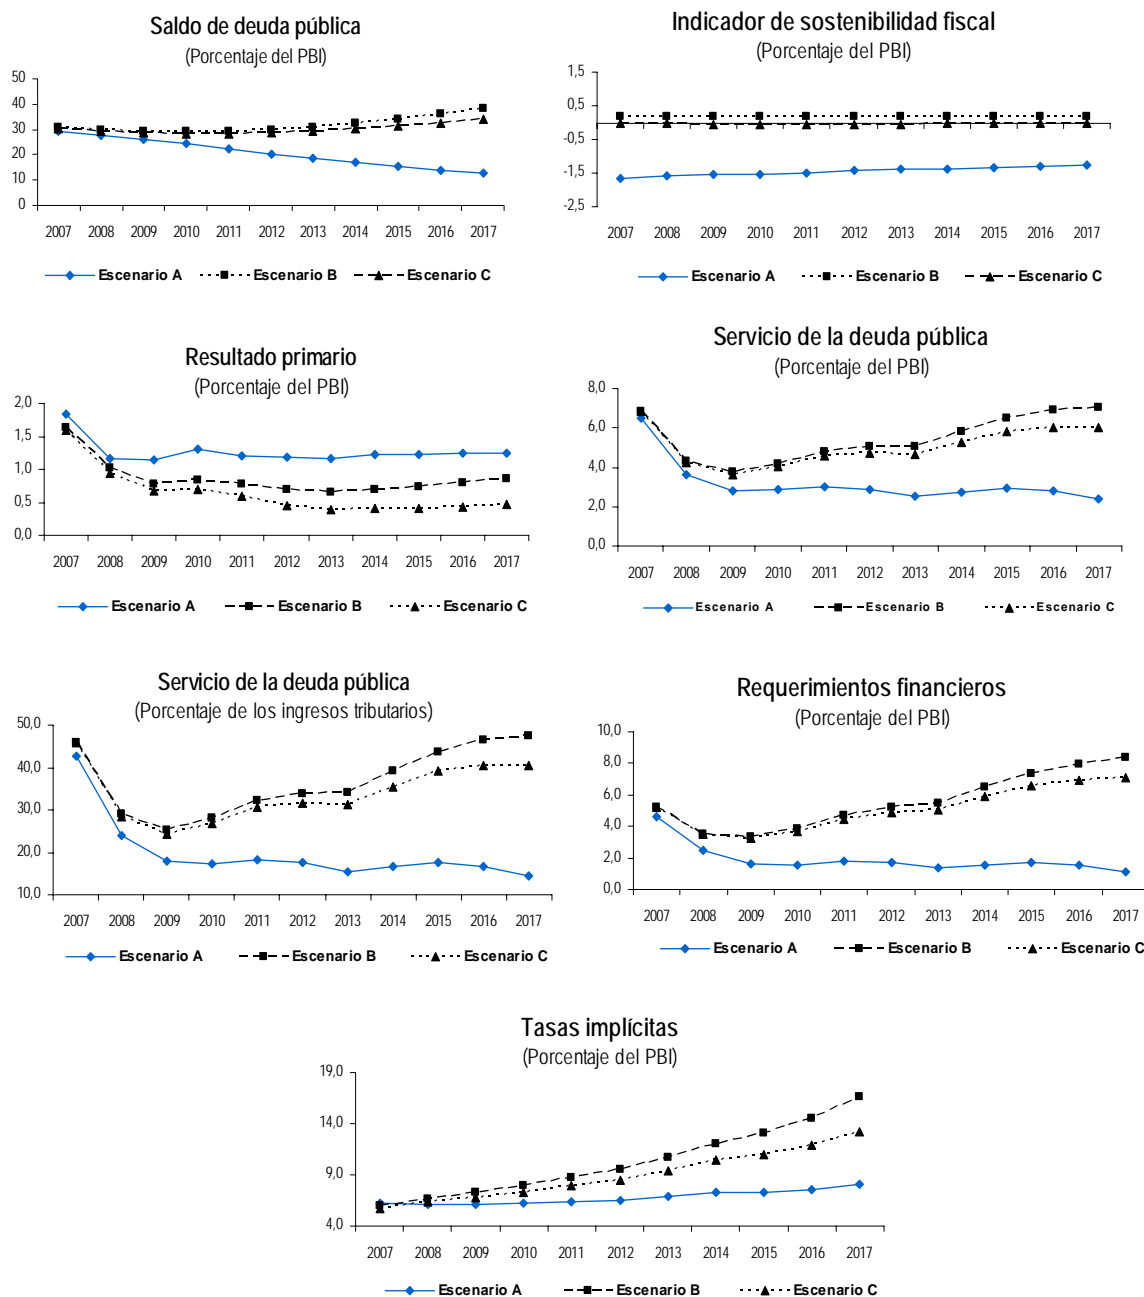 Saldo de deuda pública
(Porcentaje del PBI)
50
40
30
20
10
0
2007 2008 2009 2010 2011 2012 2013 2014 2015 2016 2017
Escenario A Escenario B Escenario C
Indicador de sostenibilidad fiscal
(Porcentaje del PBI)
1,5
0,5
-0,5
-1,5
-2,5
2007 2008 2009 2010 2011 2012 2013 2014 2015 2016 2017
Escenario A Escenario B Escenario C
Resultado primario
(Porcentaje del PBI)
2,0
1,5
1,0
0,5
0,0
2007 2008 2009 2010 2011 2012 2013 2014 2015 2016 2017
Escenario A Escenario B Escenario C
Servicio de la deuda pública
(Porcentaje del PBI)
8,0
6,0
4,0
2,0
0,0
2007 2008 2009 2010 2011 2012 2013 2014 2015 2016 2017
Escenario A Escenario B Escenario C
Servicio de la deuda pública
(Porcentaje de los ingresos tributarios)
50,0
40,0
30,0
20,0
10,0
2007 2008 2009 2010 2011 2012 2013 2014 2015 2016 2017
Escenario A Escenario B Escenario C
Requerimientos financieros
(Porcentaje del PBI)
10,0
8,0
6,0
4,0
2,0
0,0
2007 2008 2009 2010 2011 2012 2013 2014 2015 2016 2017
Escenario A Escenario B Escenario C
Tasas implícitas
(Porcentaje del PBI)
19,0
14,0
9,0
4,0
2007 2008 2009 2010 2011 2012 2013 2014 2015 2016 2017
Escenario A Escenario B Escenario C